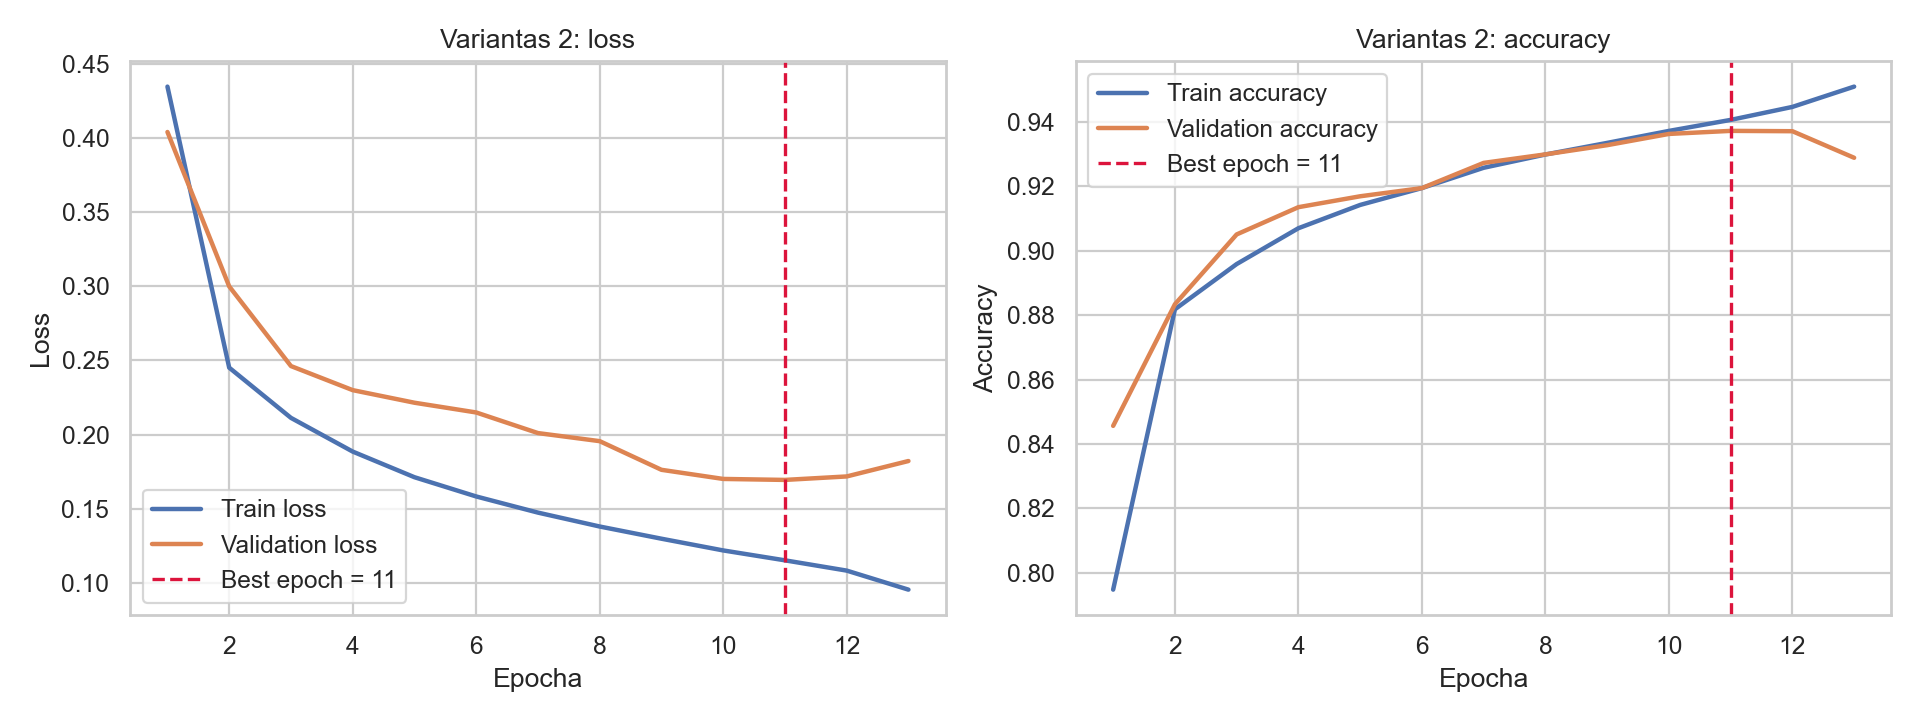 Variantas 2: loss
0.45
0.40
0.35
0.30
0.25
0.20
0.15
0.10
Loss
Train loss
Validation loss
Best epoch = 11
2 4 6 8 10 12
Epocha
Variantas 2: accuracy
0.94
0.92
0.90
0.88
0.86
0.84
0.82
0.80
Accuracy
Train accuracy
Validation accuracy
Best epoch = 11
2 4 6 8 10 12
Epocha